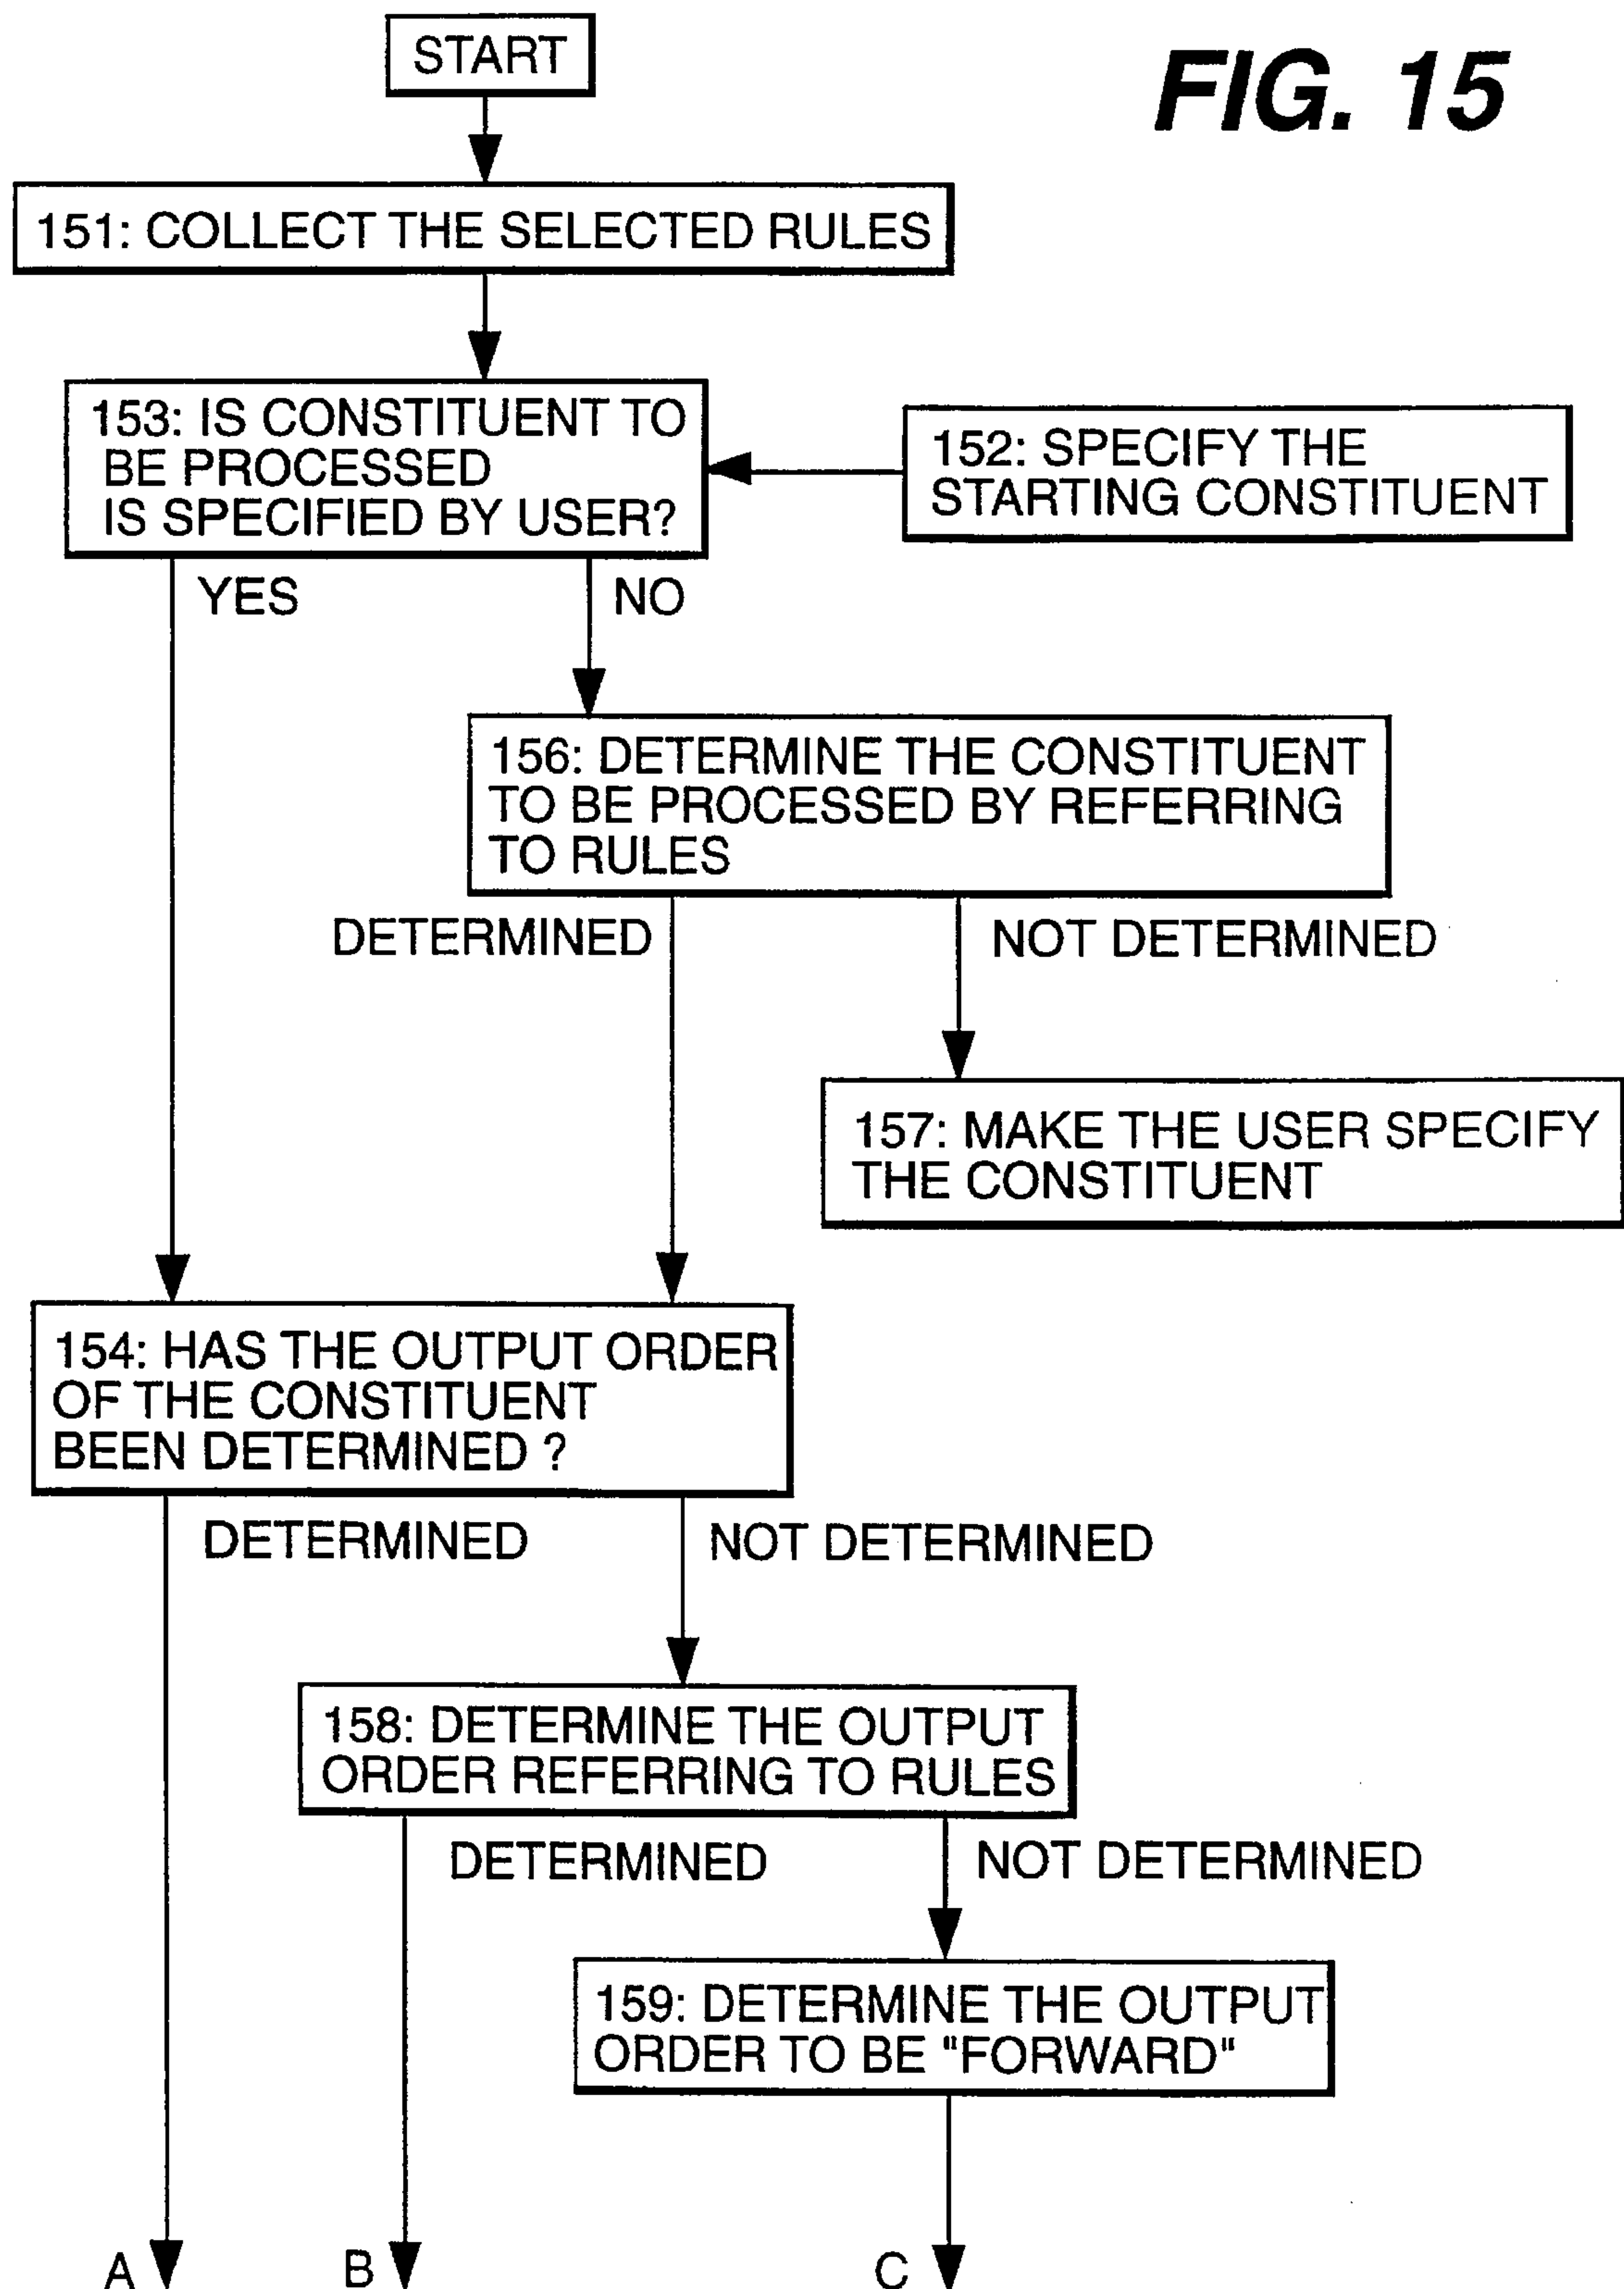 START
FIG. 15
151: COLLECT THE SELECTED RULES
153: IS CONSTITUENT TO
BE PROCESSED
IS SPECIFIED BY USER?
152: SPECIFY THE
STARTING CONSTITUENT
YES
NO
156: DETERMINE THE CONSTITUENT
TO BE PROCESSED BY REFERRING
TO RULES
DETERMINED
NOT DETERMINED
157: MAKE THE USER SPECIFY
THE CONSTITUENT
154: HAS THE OUTPUT ORDER
OF THE CONSTITUENT
BEEN DETERMINED ?
DETERMINED
NOT DETERMINED
158: DETERMINE THE OUTPUT
ORDER REFERRING TO RULES
DETERMINED
NOT DETERMINED
159: DETERMINE THE OUTPUT
ORDER TO BE "FORWARD"
A
B
C